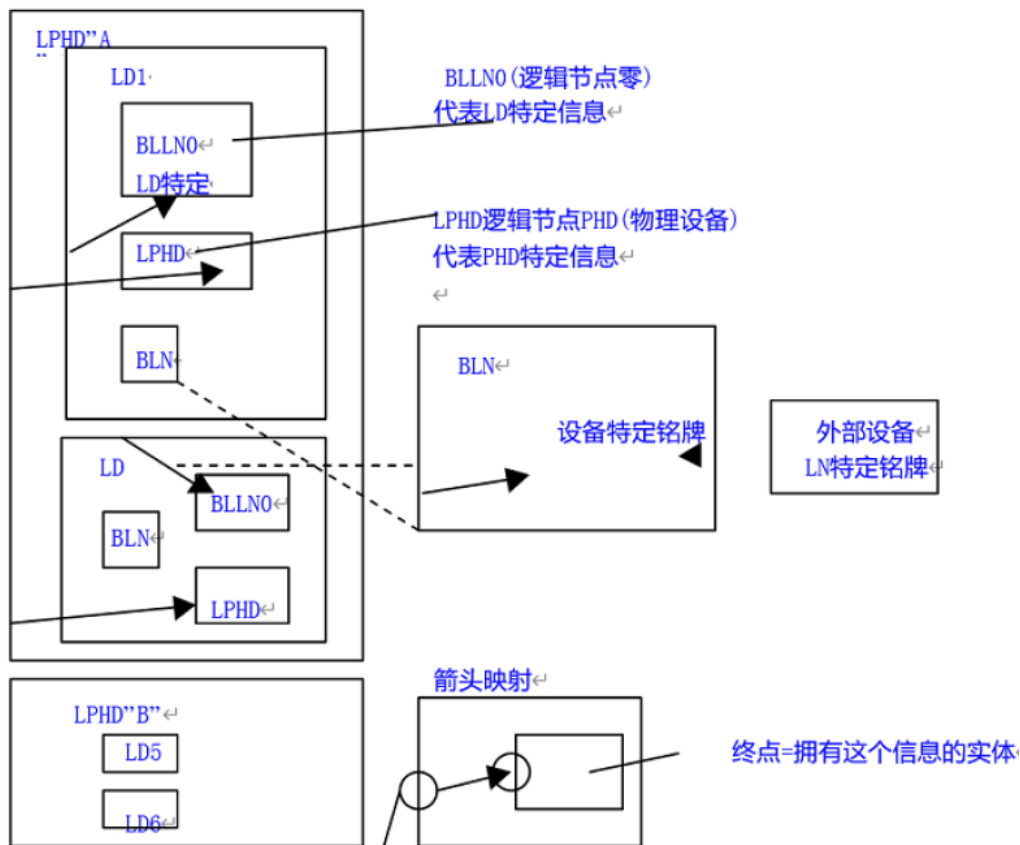 LPHD”A
”
LD1
BLLN0
LD特定
LPHD
BLN
BLLN0(逻辑节点零)
代表LD特定信息
LPHD逻辑节点PHD(物理设备)
代表PHD特定信息
BLN
设备特定铭牌
外部设备
LN特定铭牌
LD
BLLN0
BLN
LPHD
LPHD”B”
LD5
LD6
箭头映射
终点=拥有这个信息的实体